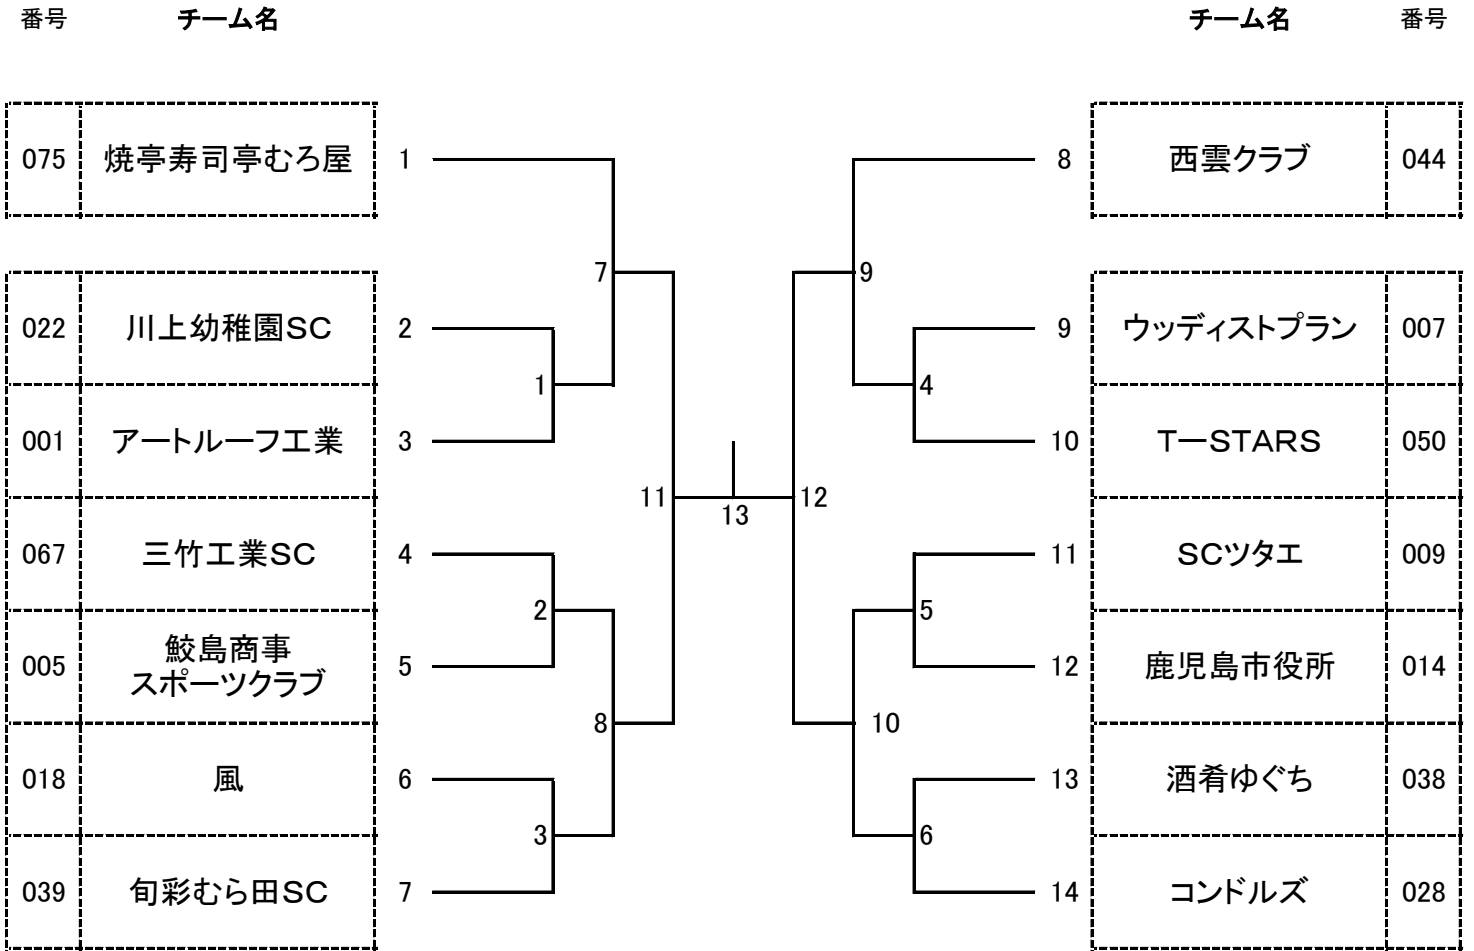 番号 チーム名 チーム名 番号
075 焼亭寿司亭むろ屋 1 8 西雲クラブ 044
7 9
022 川上幼稚園SC 2 9 ウッディストプラン 007
1 4
001 アートルーフ工業 3 10 TーSTARS 050
11 12
13
067 三竹工業SC 4 11 SCツタエ 009
2 5
005 鮫島商事
スポーツクラブ 5 12 鹿児島市役所 014
8 10
018 風 6 13 酒肴ゆぐち 038
3 6
039 旬彩むら田SC 7 14 コンドルズ 028